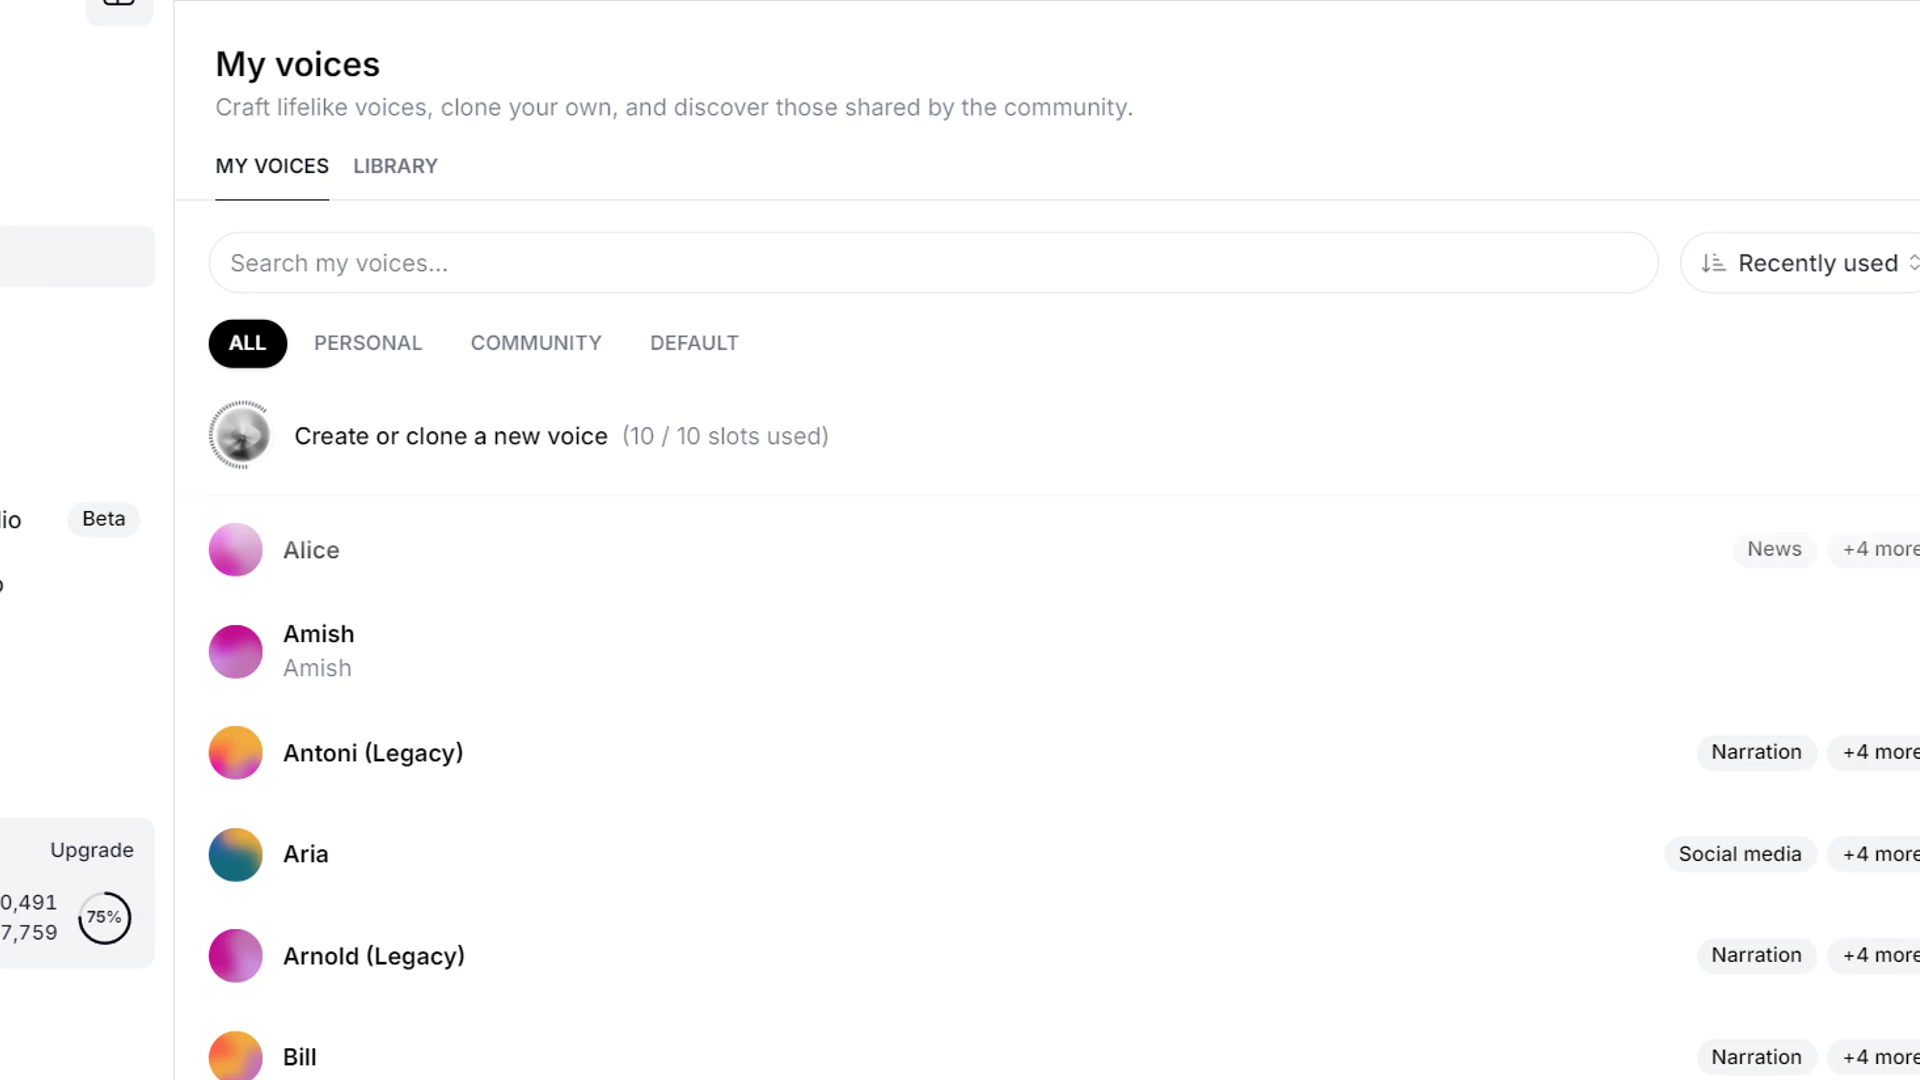 My voices
Craft lifelike voices, clone your own, and discover those shared by the community.
MY VOICES LIBRARY
Search my voices...
Recently used
ALL PERSONAL COMMUNITY DEFAULT
Create or clone a new voice (10 / 10 slots used)
dio Beta
o
Alice News +4 more
Amish
Amish
Antoni (Legacy) Narration +4 more
Upgrade
Aria Social media +4 more
0,491
7,759
75%
Arnold (Legacy) Narration +4 more
Bill Narration +4 more